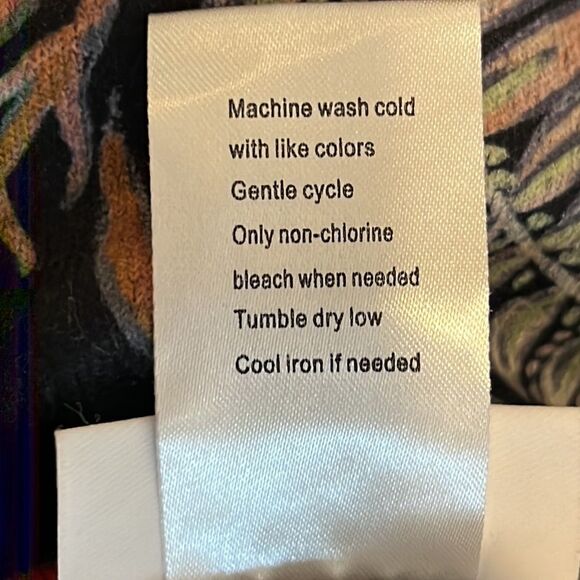 Machine wash cold
with like colors
Gentle cycle
Only non-chlorine
bleach when needed
Tumble dry low
Cool iron if needed